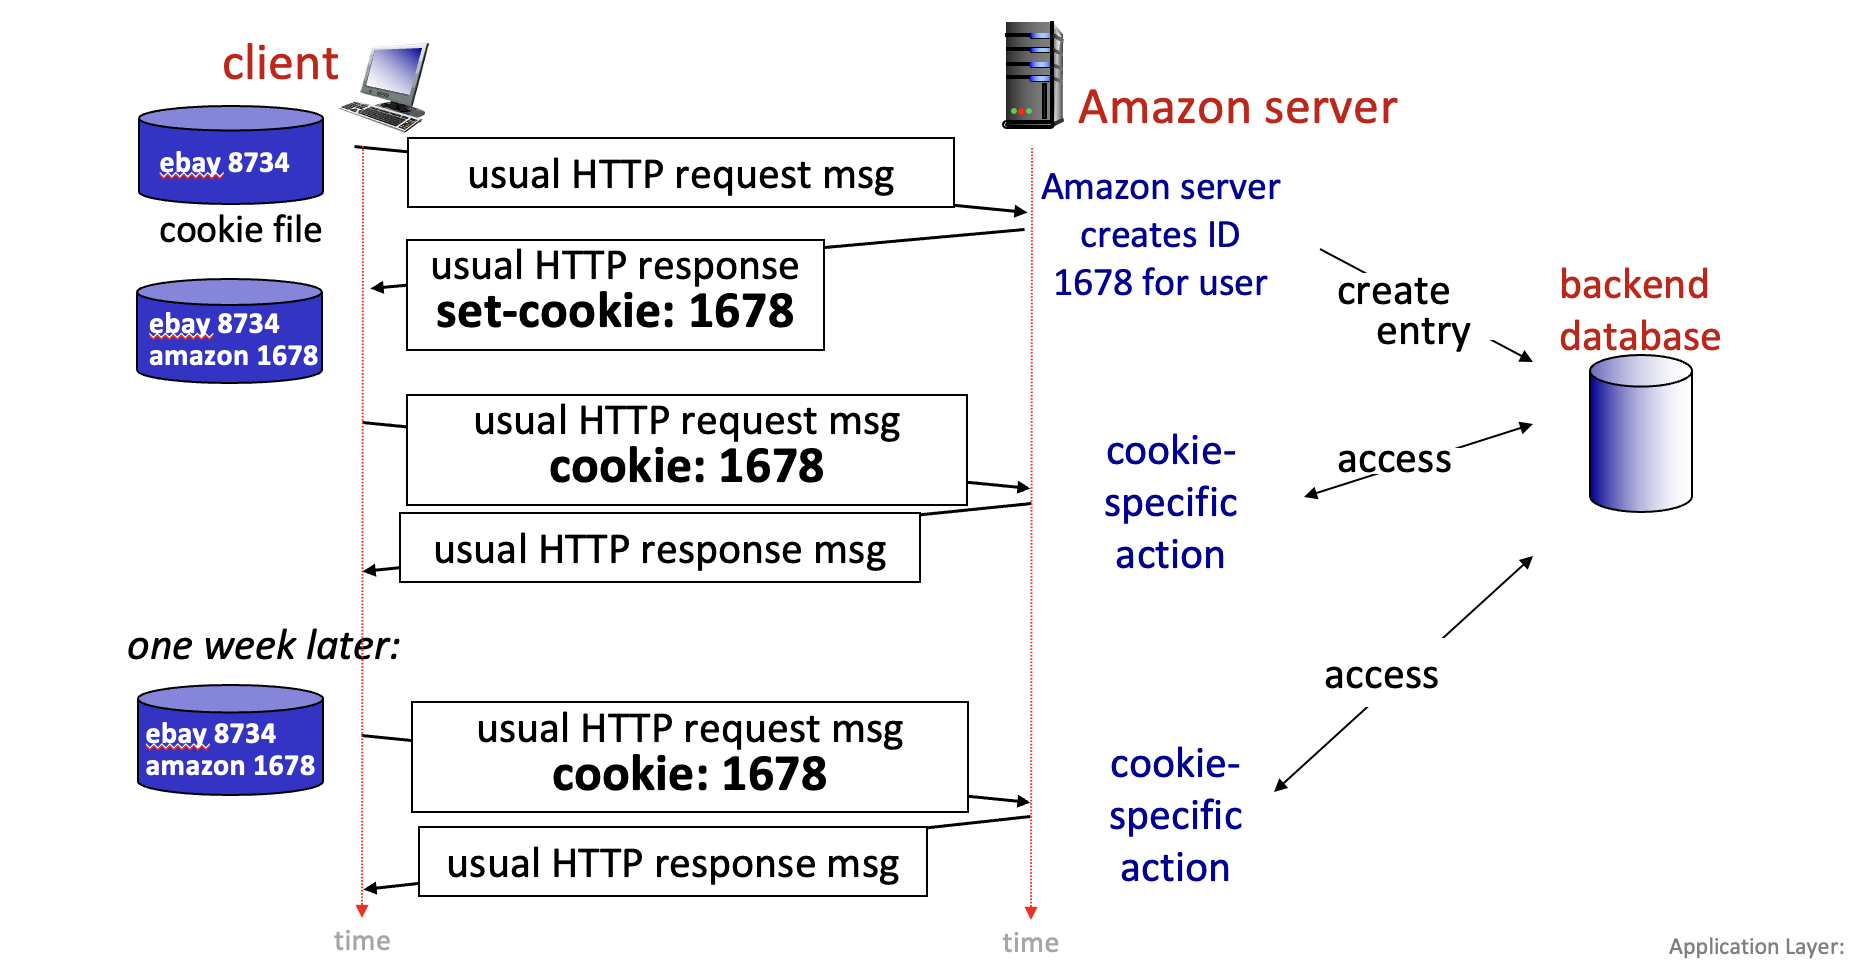 client
Amazon server
ebay 8734
cookie file
usual HTTP request msg
Amazon server
creates ID
1678 for user
usual HTTP response
set-cookie: 1678
create
entry
backend
database
ebay 8734
amazon 1678
usual HTTP request msg
cookie: 1678
cookie-
specific
action
access
usual HTTP response msg
one week later:
access
ebay 8734
amazon 1678
usual HTTP request msg
cookie: 1678
cookie-
specific
action
usual HTTP response msg
time
time
Application Layer: